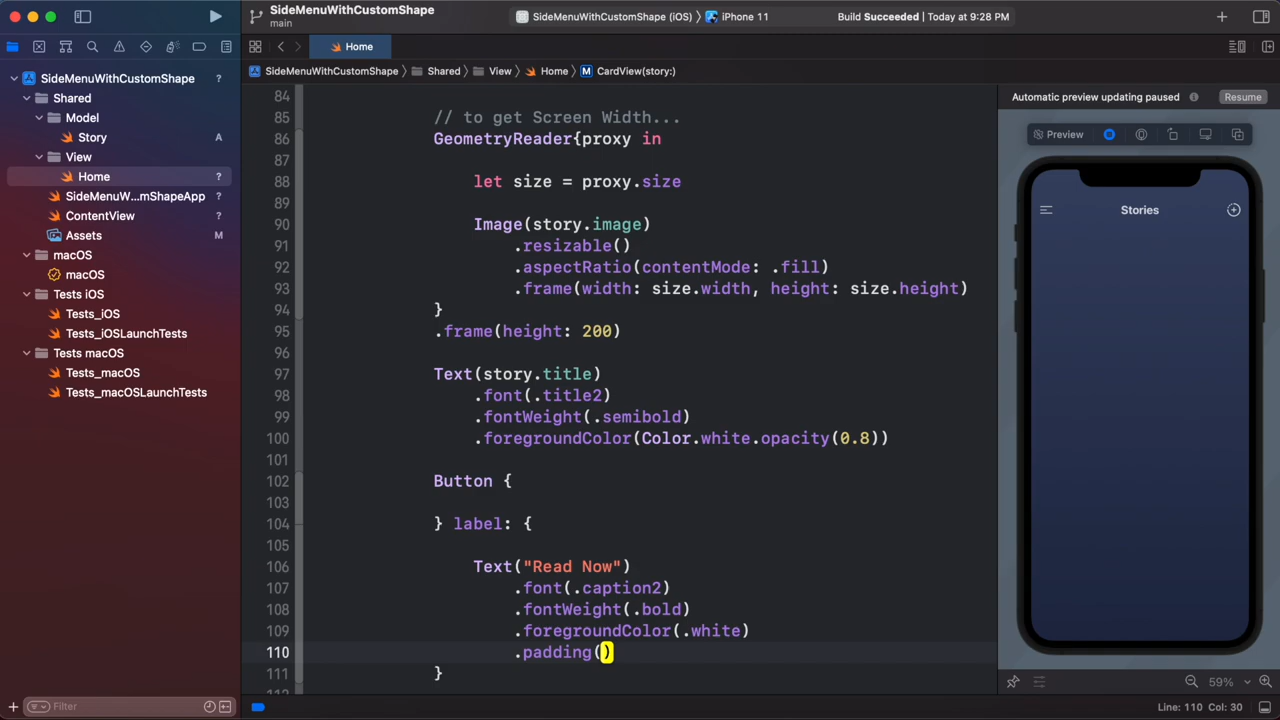 SideMenuWithCustomShape
main
SideMenuWithCustomShape (iOS) iPhone 11
Build Succeeded | Today at 9:28 PM
Home
SideMenuWithCustomShape Shared View Home M CardView(story:)
SideMenuWithCustomShape ?
Shared
Model
Story A
View
Home ?
SideMenuW...mShapeApp ?
ContentView ?
Assets M
macOS
macOS
Tests iOS
Tests_iOS
Tests_iOSLaunchTests
Tests macOS
Tests_macOS
Tests_macOSLaunchTests
Filter
84
85 // to get Screen Width...
86 GeometryReader{proxy in
87
88 let size = proxy.size
89
90 Image(story.image)
91 .resizable()
92 .aspectRatio(contentMode: .fill)
93 .frame(width: size.width, height: size.height)
94 }
95 .frame(height: 200)
96
97 Text(story.title)
98 .font(.title2)
99 .fontWeight(.semibold)
100 .foregroundColor(Color.white.opacity(0.8))
101
102 Button {
103
104 } label: {
105
106 Text("Read Now")
107 .font(.caption2)
108 .fontWeight(.bold)
109 .foregroundColor(.white)
110 .padding()
111 }
Automatic preview updating paused
Resume
Preview
Stories
59%
Line: 110 Col: 30